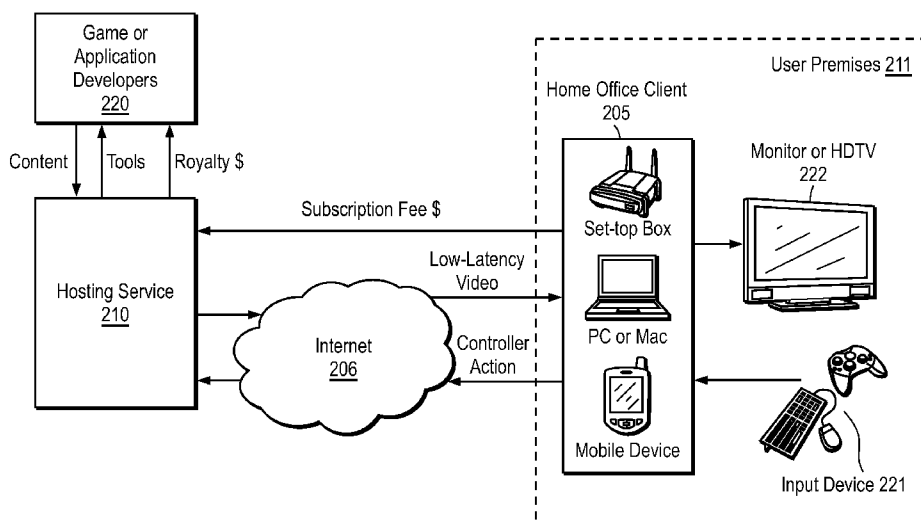 Game or
Application
Developers
220
User Premises 211
Home Office Client
205
Content
Tools
Royalty $
Monitor or HDTV
222
Subscription Fee $
Set-top Box
Low-Latency
Video
Hosting Service
210
PC or Mac
Internet
206
Controller
Action
Mobile Device
Input Device 221